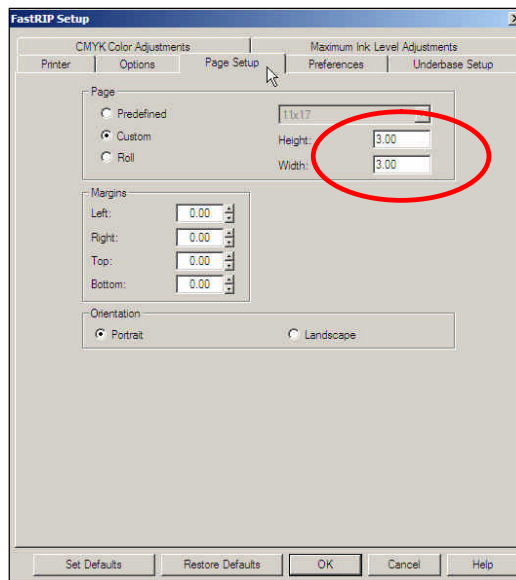 FastRIP Setup
CMYK Color Adjustments Maximum Ink Level Adjustments
Printer Options Page Setup Preferences Underbase Setup
Page
Predefined 11x17
Custom Height: 3.00
Roll Width: 3.00
Margins
Left: 0.00
Right: 0.00
Top: 0.00
Bottom: 0.00
Orientation
Portrait Landscape
Set Defaults Restore Defaults OK Cancel Help